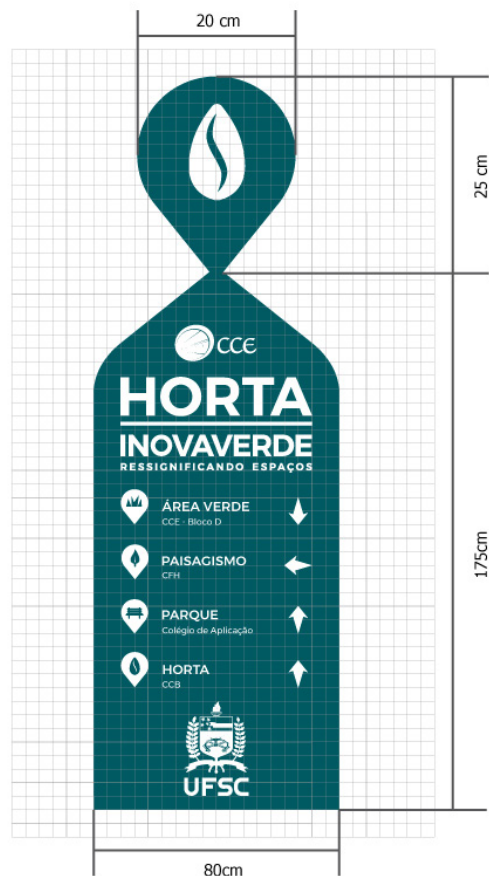 20 cm
25 cm
CCE
HORTA
INOVAVERDE
RESSIGNIFICANDO ESPAÇOS
ÁREA VERDE
CCE - Bloco D
PAISAGISMO
CFH
175cm
PARQUE
Colégio de Aplicação
HORTA
CCB
UFSC
80cm